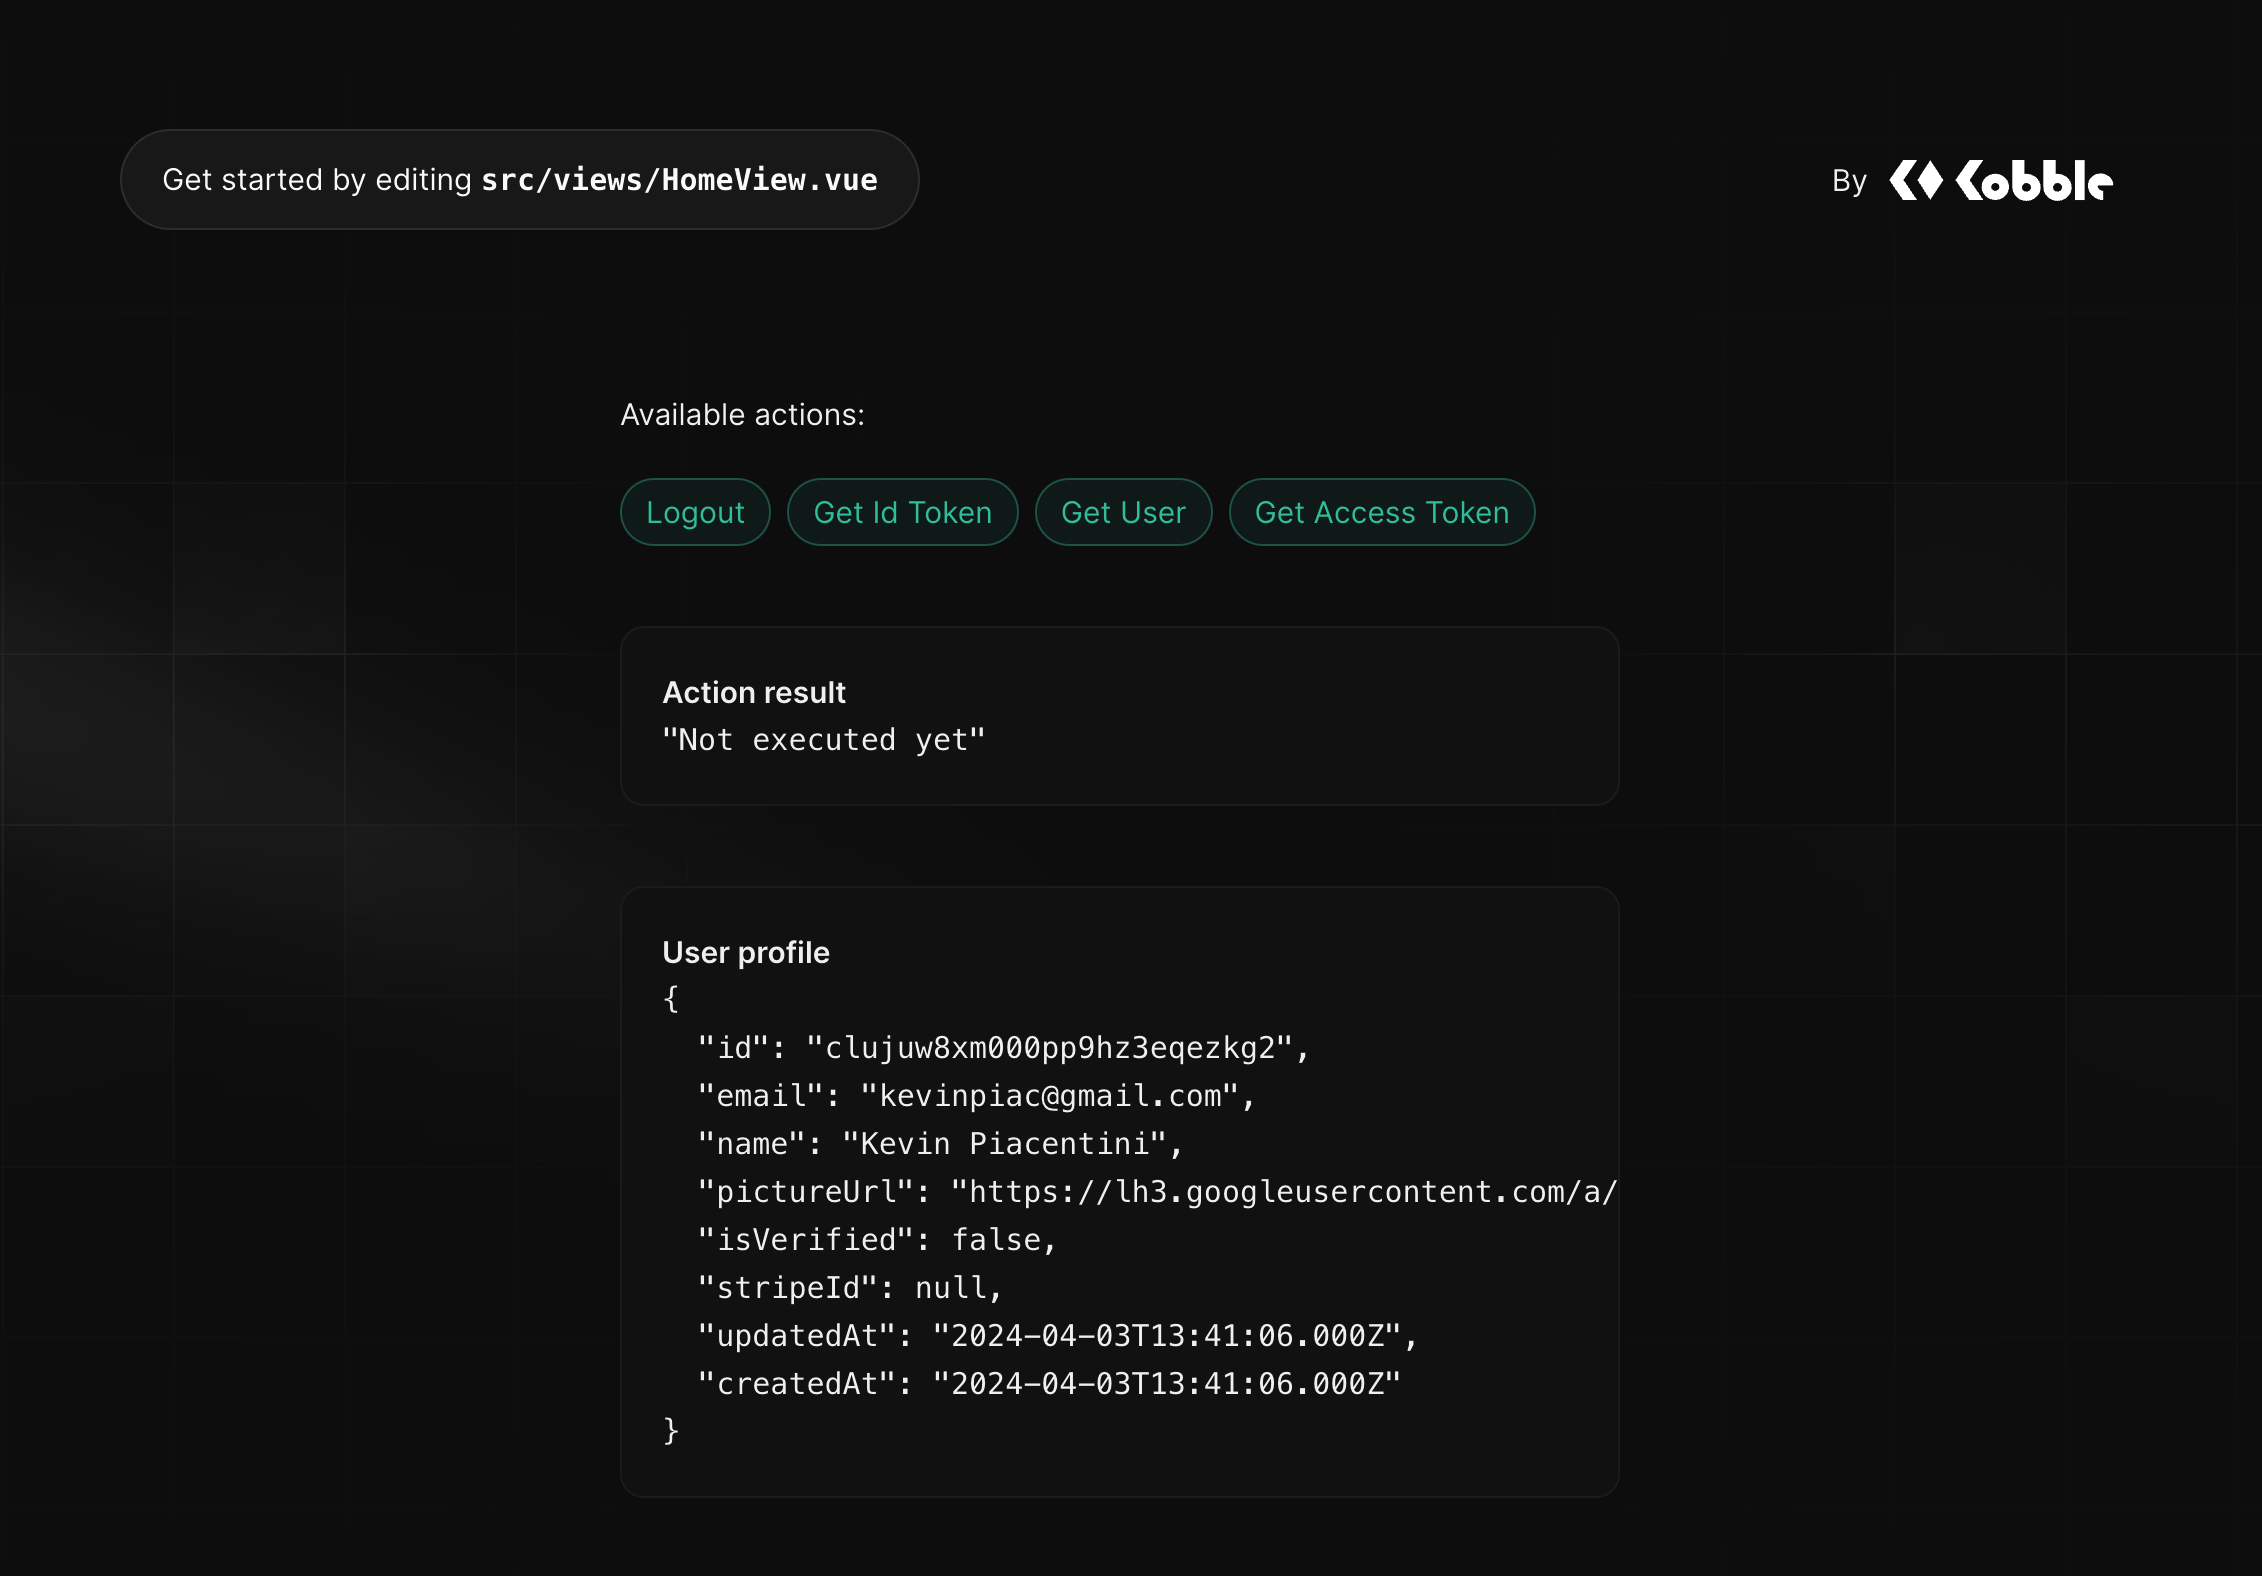 Get started by editing src/views/HomeView.vue
By Cobble
Available actions:
Logout Get Id Token Get User Get Access Token
Action result
"Not executed yet"
User profile
{
  "id": "clujuw8xm000pp9hz3eqezkg2",
  "email": "kevinpiac@gmail.com",
  "name": "Kevin Piacentini",
  "pictureUrl": "https://lh3.googleusercontent.com/a/
  "isVerified": false,
  "stripeId": null,
  "updatedAt": "2024-04-03T13:41:06.000Z",
  "createdAt": "2024-04-03T13:41:06.000Z"
}